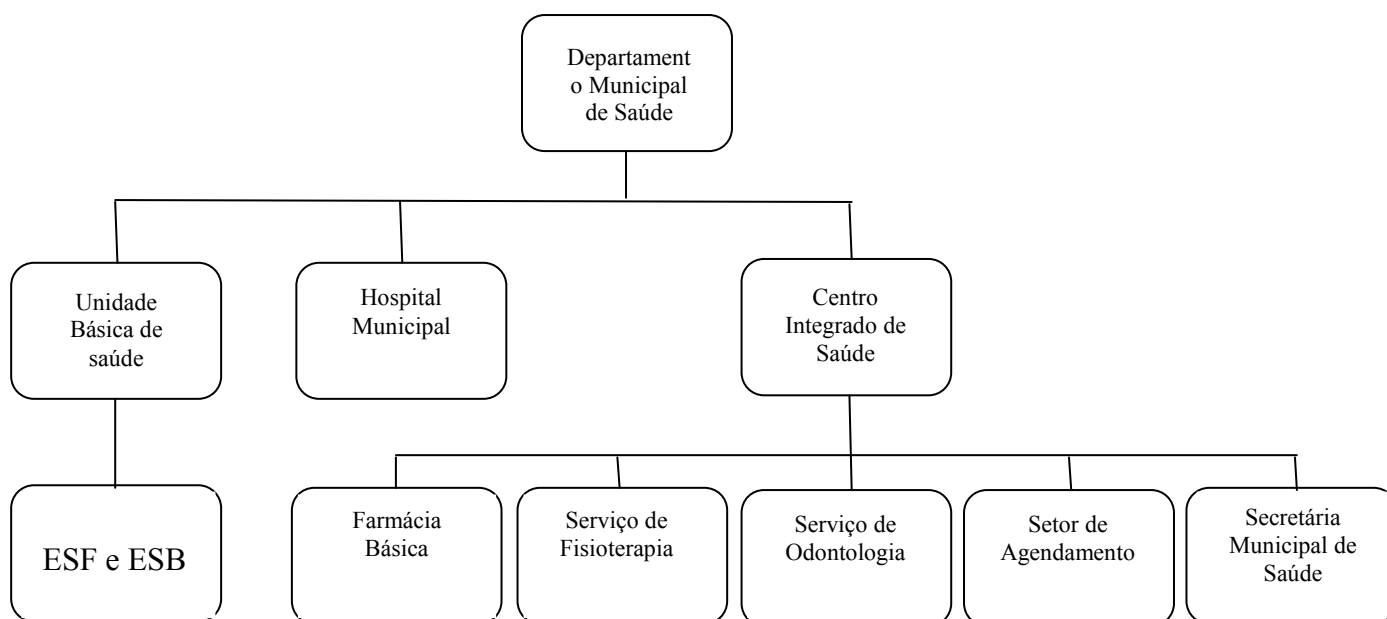 Departament
o Municipal
de Saúde
Unidade
Básica de
saúde
Hospital
Municipal
Centro
Integrado de
Saúde
ESF e ESB
Farmácia
Básica
Serviço de
Fisioterapia
Serviço de
Odontologia
Setor de
Agendamento
Secretária
Municipal de
Saúde